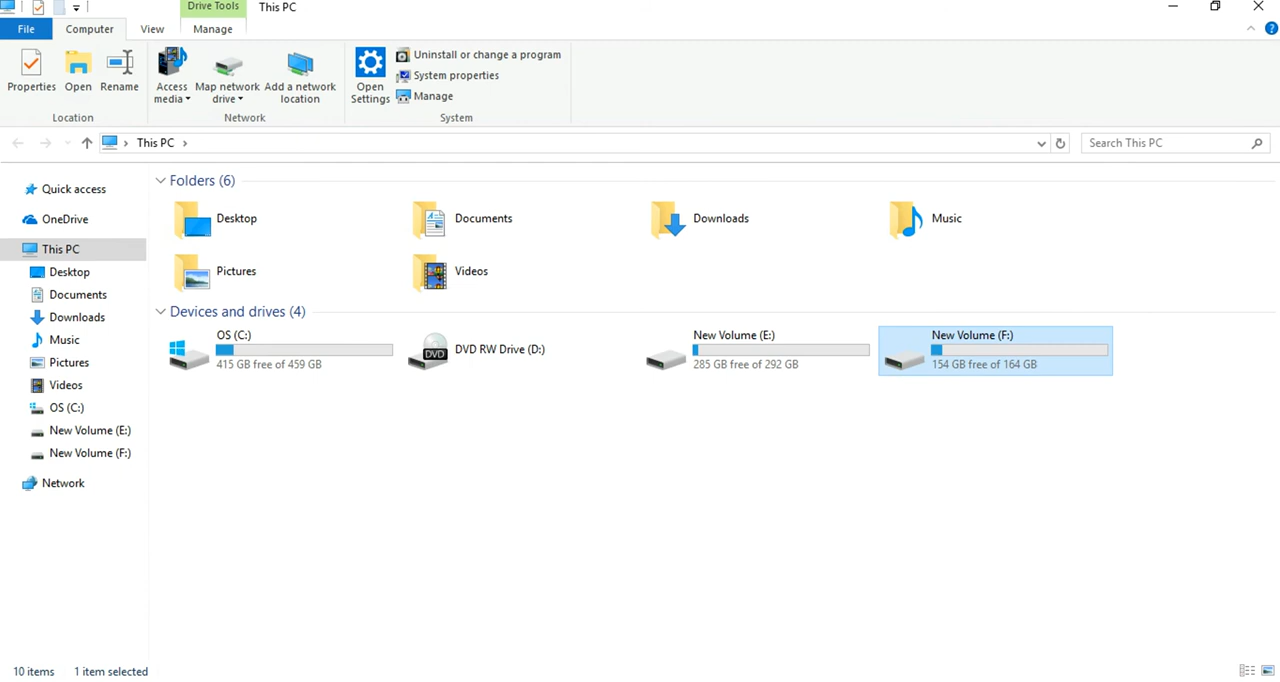 Drive Tools
This PC
File
Computer
View
Manage
Properties
Open
Rename
Location
Access media
Map network drive
Add a network location
Network
Open Settings
Uninstall or change a program
System properties
Manage
System
This PC
Search This PC
Quick access
OneDrive
This PC
Desktop
Documents
Downloads
Music
Pictures
Videos
OS (C:)
New Volume (E:)
New Volume (F:)
Network
Folders (6)
Desktop
Documents
Downloads
Music
Pictures
Videos
Devices and drives (4)
OS (C:)
415 GB free of 459 GB
DVD
DVD RW Drive (D:)
New Volume (E:)
285 GB free of 292 GB
New Volume (F:)
154 GB free of 164 GB
10 items
1 item selected